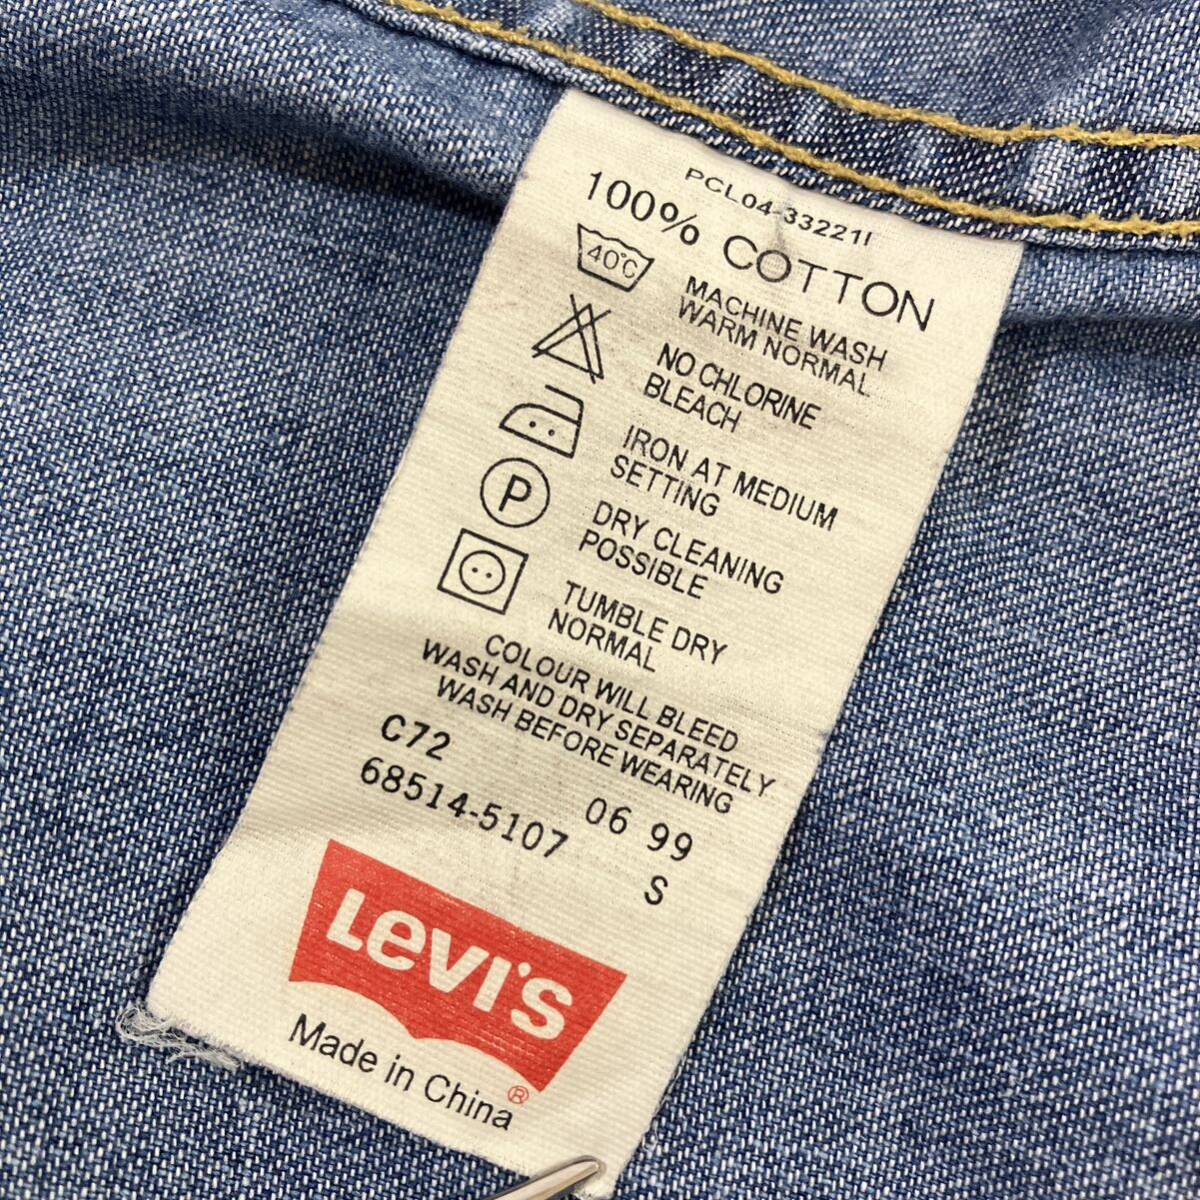 PCL04-33221I
100% COTTON
40°C
MACHINE WASH
WARM NORMAL
NO CHLORINE
BLEACH
IRON AT MEDIUM
SETTING
P
DRY CLEANING
POSSIBLE
TUMBLE DRY
NORMAL
COLOUR WILL BLEED
WASH AND DRY SEPARATELY
WASH BEFORE WEARING
C72 06 99
68514-5107 S
Levi's
®
Made in China